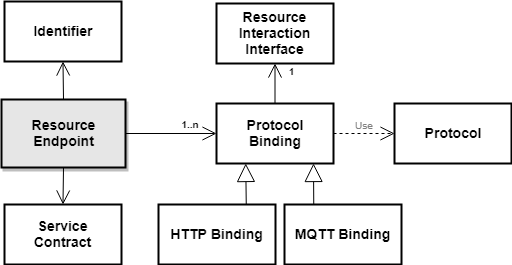 Identifier
Resource
Interaction
Interface
1
Resource
Endpoint
1..n
Protocol
Binding
Use
Protocol
Service
Contract
HTTP Binding
MQTT Binding